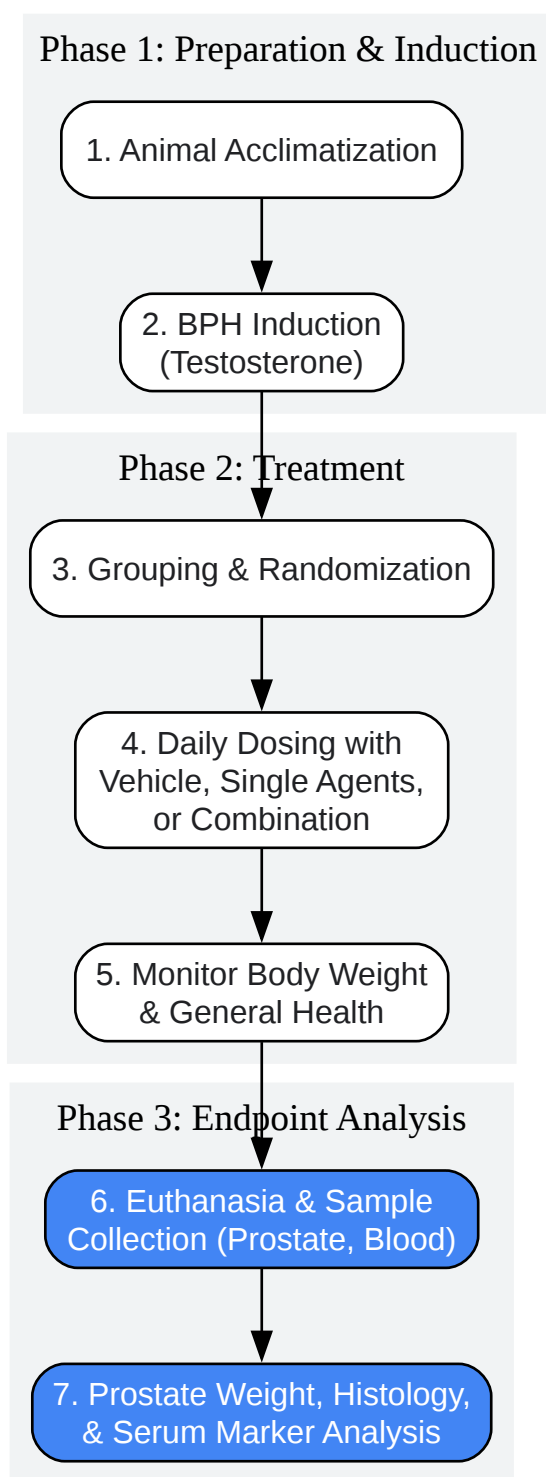 Phase 1: Preparation & Induction
1. Animal Acclimatization
2. BPH Induction
(Testosterone)
Phase 2: Treatment
3. Grouping & Randomization
4. Daily Dosing with
Vehicle, Single Agents,
or Combination
5. Monitor Body Weight
& General Health
Phase 3: Endpoint Analysis
6. Euthanasia & Sample
Collection (Prostate, Blood)
7. Prostate Weight, Histology,
& Serum Marker Analysis